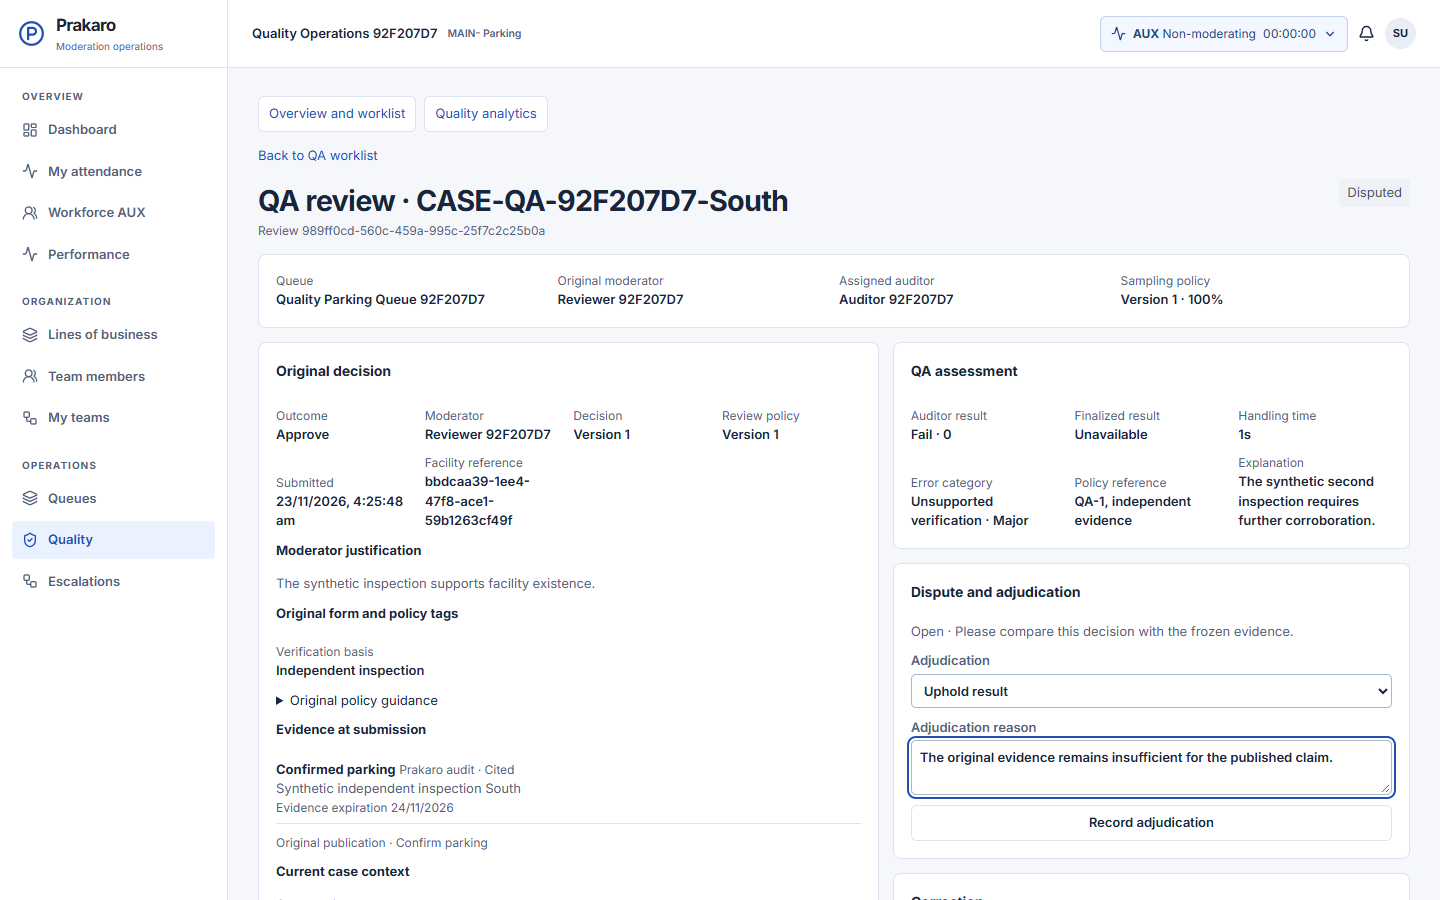 Prakaro
Moderation operations
OVERVIEW
Dashboard
My attendance
Workforce AUX
Performance
ORGANIZATION
Lines of business
Team members
My teams
OPERATIONS
Queues
Quality
Escalations
Quality Operations 92F207D7 MAIN- Parking
AUX Non-moderating 00:00:00
SU
Overview and worklist
Quality analytics
Back to QA worklist
QA review · CASE-QA-92F207D7-South
Disputed
Review 989ff0cd-560c-459a-995c-25f7c2c25b0a
Queue
Quality Parking Queue 92F207D7
Original moderator
Reviewer 92F207D7
Assigned auditor
Auditor 92F207D7
Sampling policy
Version 1 · 100%
Original decision
Outcome
Approve
Moderator
Reviewer 92F207D7
Decision
Version 1
Review policy
Version 1
Submitted
23/11/2026, 4:25:48
am
Facility reference
bbdcaa39-1ee4-
47f8-ace1-
59b1263cf49f
Moderator justification
The synthetic inspection supports facility existence.
Original form and policy tags
Verification basis
Independent inspection
Original policy guidance
Evidence at submission
Confirmed parking Prakaro audit · Cited
Synthetic independent inspection South
Evidence expiration 24/11/2026
Original publication · Confirm parking
Current case context
QA assessment
Auditor result
Fail · 0
Finalized result
Unavailable
Handling time
1s
Error category
Unsupported
verification · Major
Policy reference
QA-1, independent
evidence
Explanation
The synthetic second
inspection requires
further corroboration.
Dispute and adjudication
Open · Please compare this decision with the frozen evidence.
Adjudication
Uphold result
Adjudication reason
The original evidence remains insufficient for the published claim.
Record adjudication